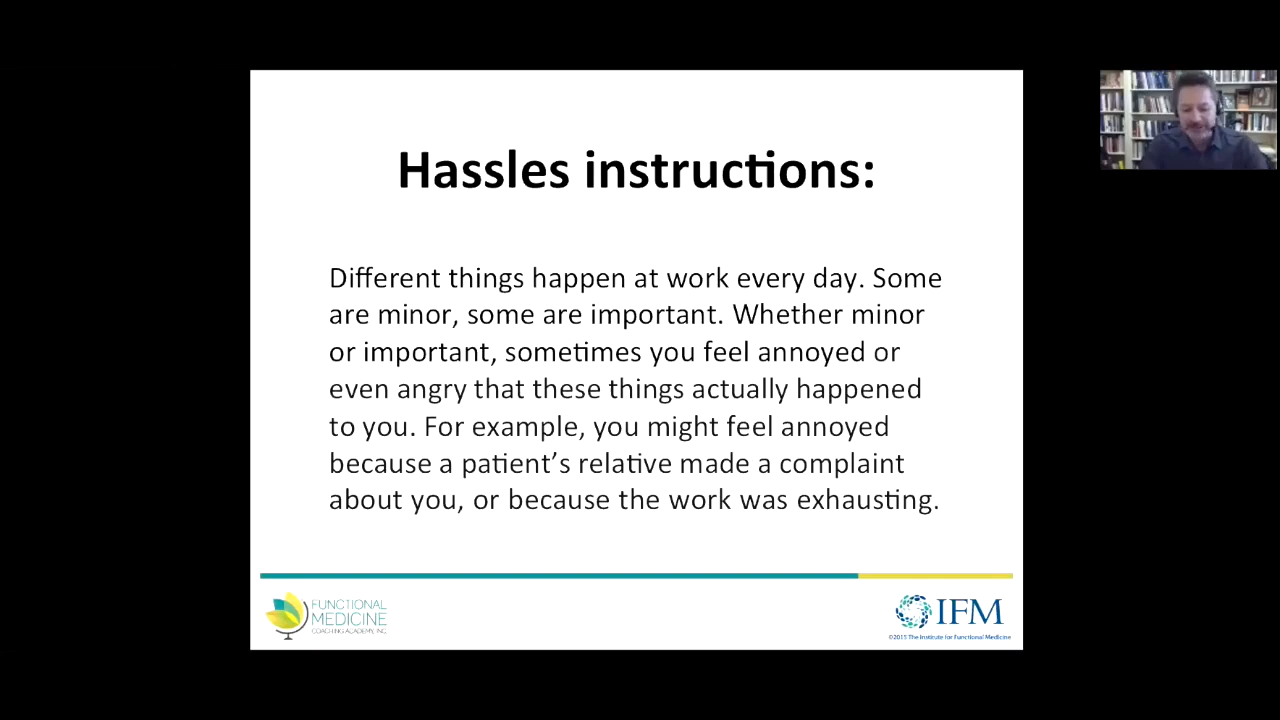 Hassles instructions:
Different things happen at work every day. Some
are minor, some are important. Whether minor
or important, sometimes you feel annoyed or
even angry that these things actually happened
to you. For example, you might feel annoyed
because a patient’s relative made a complaint
about you, or because the work was exhausting.
FUNCTIONAL
MEDICINE
COACHING ACADEMY, INC
IFM
©2015 The Institute for Functional Medicine